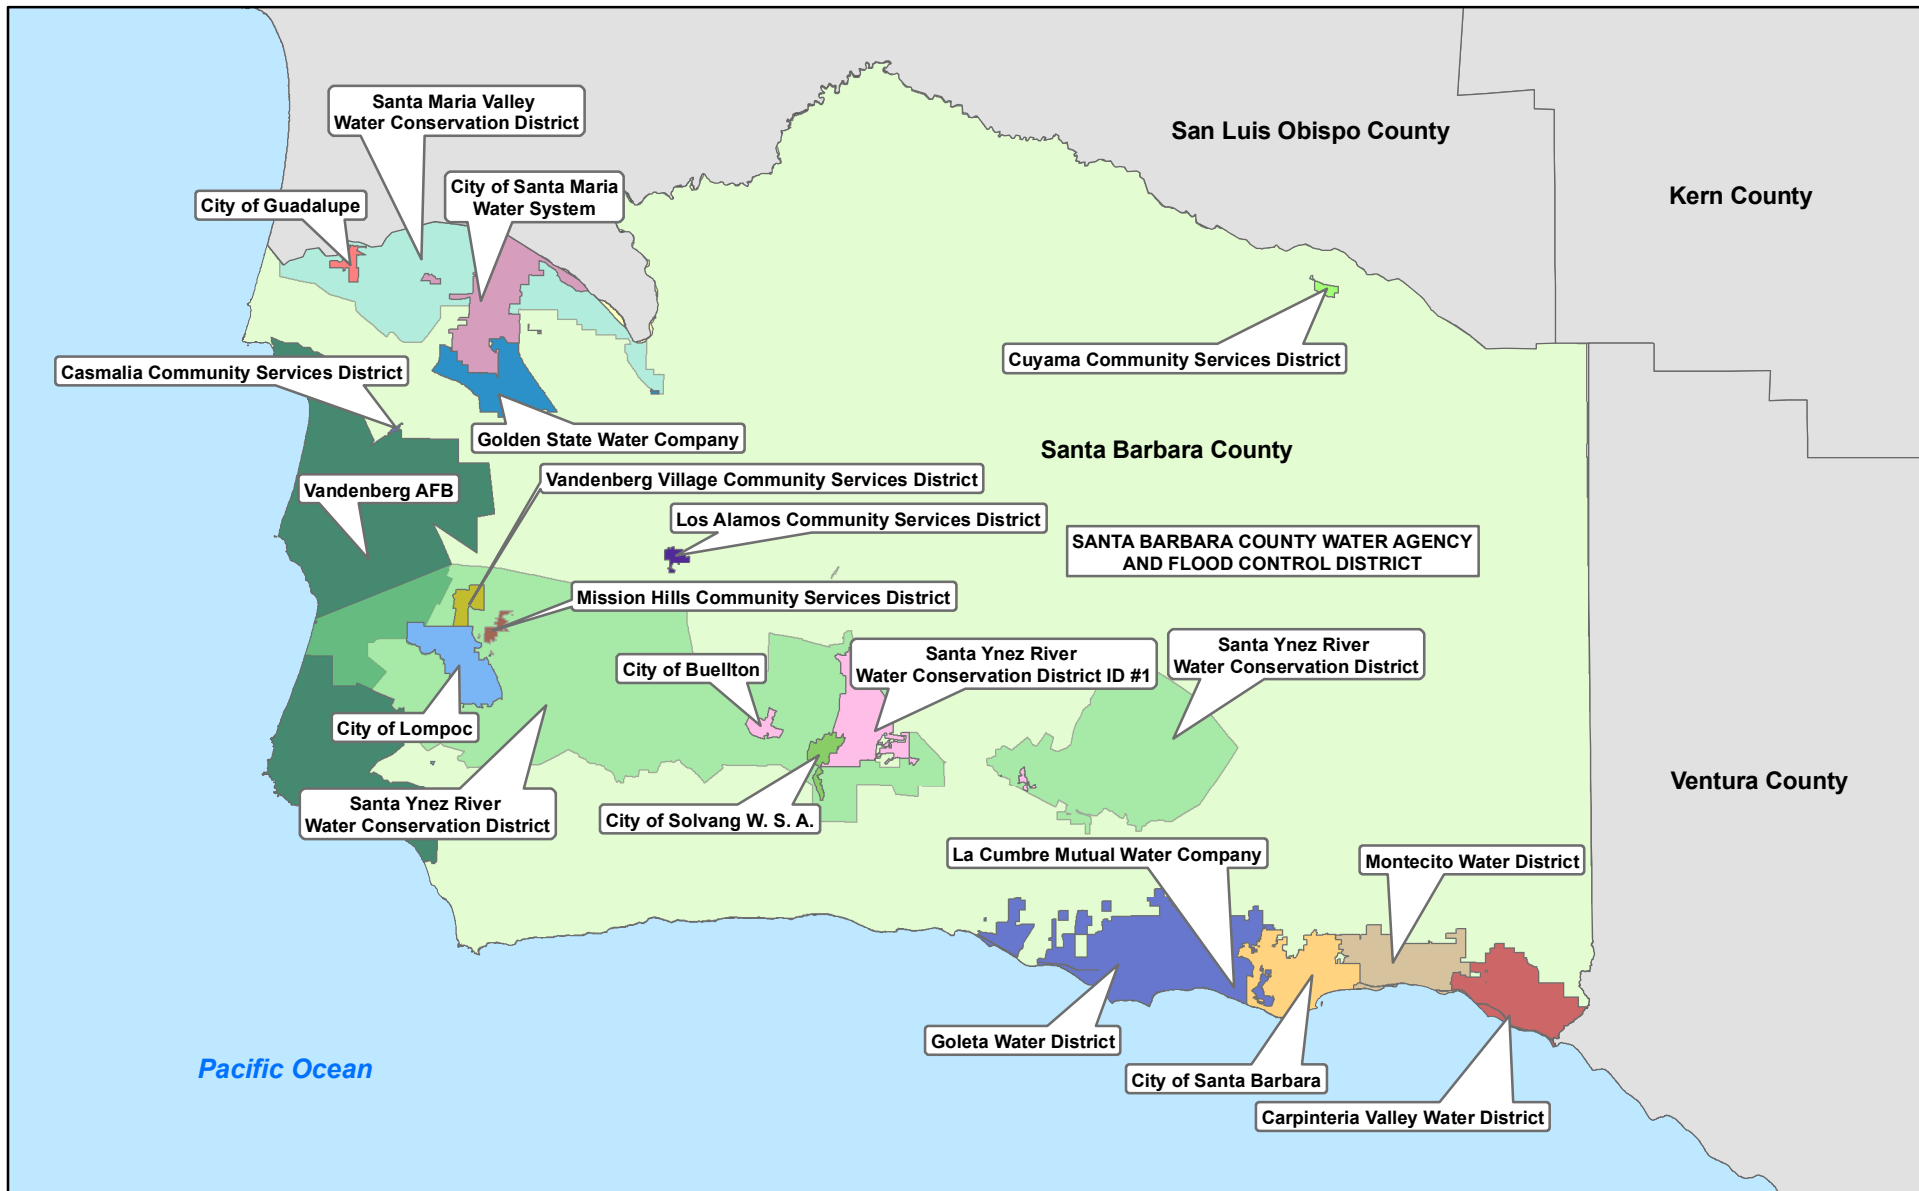 Santa Maria Valley
Water Conservation District
San Luis Obispo County
Kern County
City of Guadalupe
City of Santa Maria
Water System
Casmalia Community Services District
Cuyama Community Services District
Golden State Water Company
Santa Barbara County
Vandenberg AFB
Vandenberg Village Community Services District
Los Alamos Community Services District
SANTA BARBARA COUNTY WATER AGENCY
AND FLOOD CONTROL DISTRICT
Mission Hills Community Services District
City of Buellton
Santa Ynez River
Water Conservation District ID #1
Santa Ynez River
Water Conservation District
City of Lompoc
Ventura County
Santa Ynez River
Water Conservation District
City of Solvang W. S. A.
La Cumbre Mutual Water Company
Montecito Water District
Goleta Water District
Pacific Ocean
City of Santa Barbara
Carpinteria Valley Water District